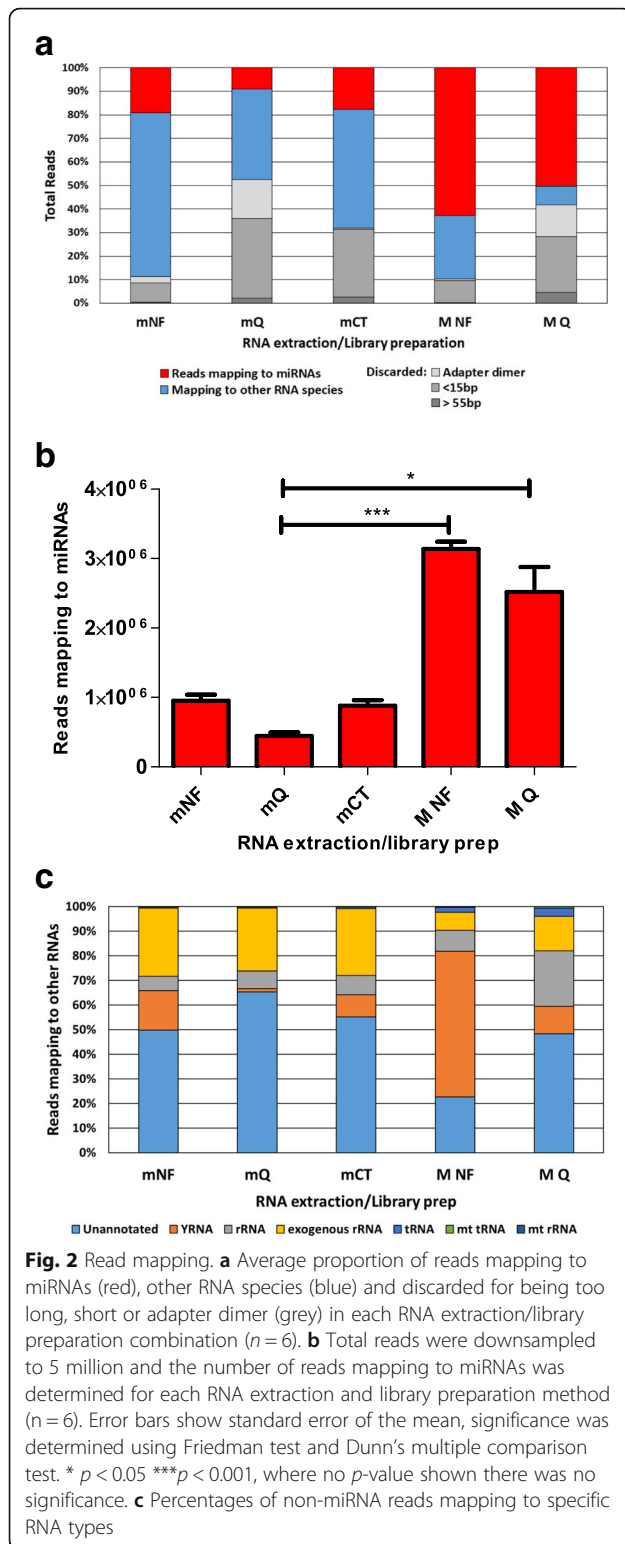 a
100%
90%
80%
70%
60%
50%
40%
30%
20%
10%
0%
Total Reads
mNF mQ mCT M NF M Q
RNA extraction/Library preparation
Reads mapping to miRNAs
Mapping to other RNA species
Discarded:
Adapter dimer
<15bp
> 55bp
b
4×10⁰⁶
3×10⁰⁶
2×10⁰⁶
1×10⁰⁶
0
Reads mapping to miRNAs
*
***
mNF mQ mCT M NF M Q
RNA extraction/library prep
c
100%
90%
80%
70%
60%
50%
40%
30%
20%
10%
0%
Reads mapping to other RNAs
mNF mQ mCT M NF M Q
RNA extraction/Library prep
Unannotated YRNA rRNA exogenous rRNA tRNA mt tRNA mt rRNA
Fig. 2 Read mapping. a Average proportion of reads mapping to
miRNAs (red), other RNA species (blue) and discarded for being too
long, short or adapter dimer (grey) in each RNA extraction/library
preparation combination (n = 6). b Total reads were downsampled
to 5 million and the number of reads mapping to miRNAs was
determined for each RNA extraction and library preparation method
(n = 6). Error bars show standard error of the mean, significance was
determined using Friedman test and Dunn's multiple comparison
test. * p < 0.05 ***p < 0.001, where no p-value shown there was no
significance. c Percentages of non-miRNA reads mapping to specific
RNA types